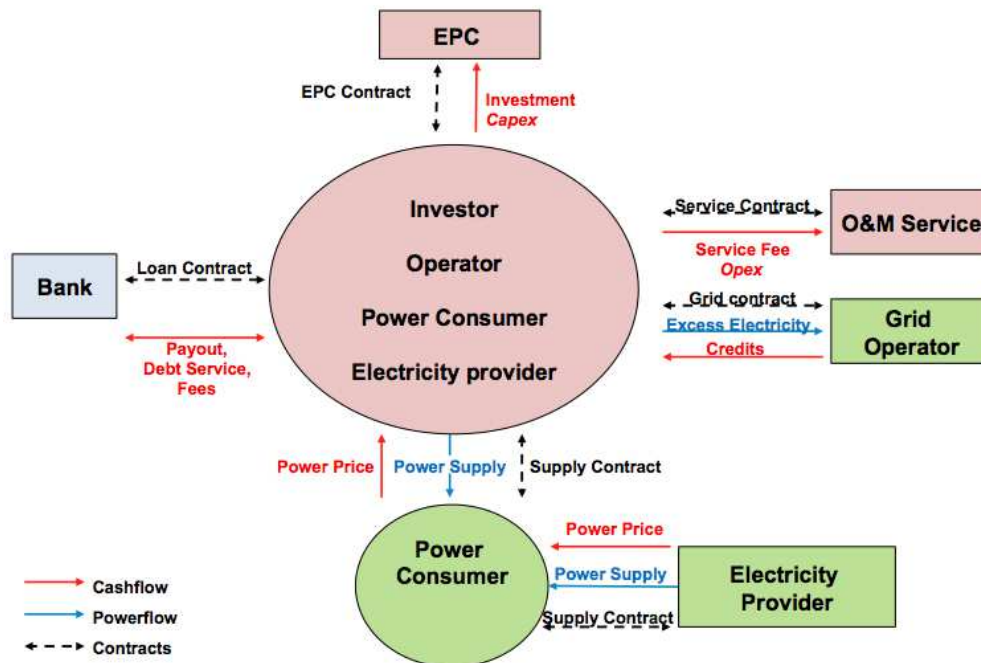 EPC
EPC Contract
Investment
Capex
Investor
Operator
Power Consumer
Electricity provider
Service Contract
O&M Service
Service Fee
Opex
Bank
Loan Contract
Payout,
Debt Service,
Fees
Grid contract
Excess Electricity
Credits
Grid
Operator
Power Price
Power Supply
Supply Contract
Power
Consumer
Power Price
Power Supply
Supply Contract
Electricity
Provider
Cashflow
Powerflow
Contracts